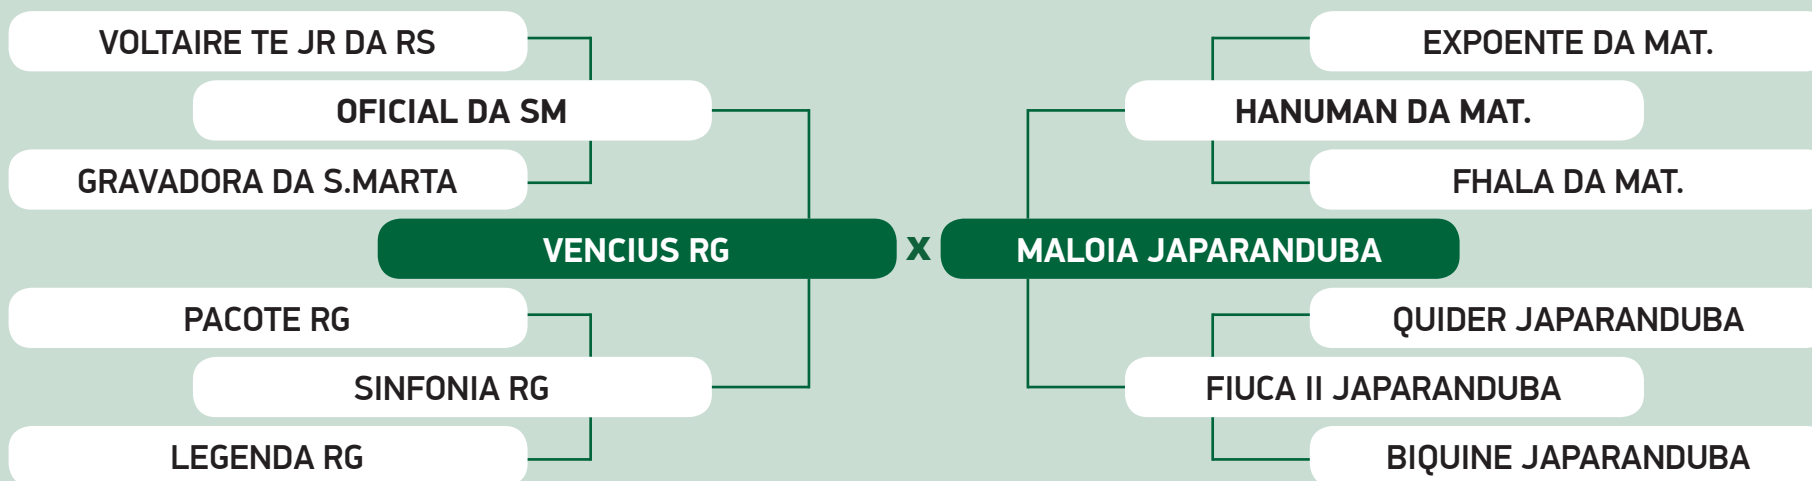 VOLTAIRE TE JR DA RS
EXPOENTE DA MAT.
OFICIAL DA SM
HANUMAN DA MAT.
GRAVADORA DA S.MARTA
FHALA DA MAT.
VENCIUS RG x MALOIA JAPARANDUBA
PACOTE RG
QUIDER JAPARANDUBA
SINFONIA RG
FIUCA II JAPARANDUBA
LEGENDA RG
BIQUINE JAPARANDUBA